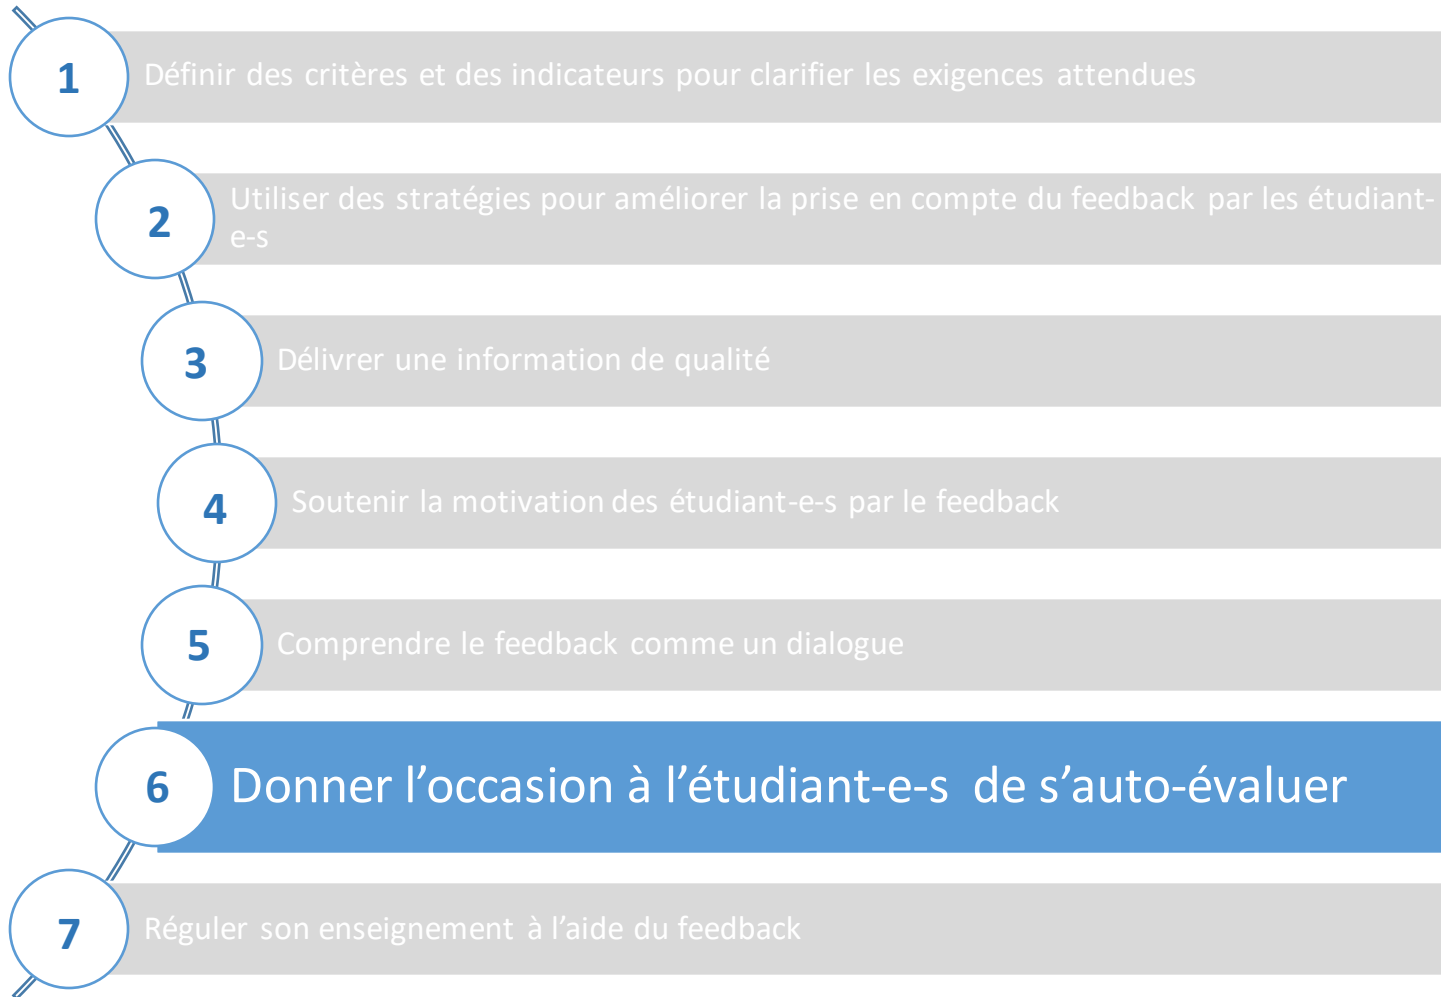 1
Définir des critères et des indicateurs pour clarifier les exigences attendues
2
Utiliser des stratégies pour améliorer la prise en compte du feedback par les étudiant-
e-s
3
Délivrer une information de qualité
4
Soutenir la motivation des étudiant-e-s par le feedback
5
Comprendre le feedback comme un dialogue
6
Donner l’occasion à l’étudiant-e-s de s’auto-évaluer
7
Réguler son enseignement à l’aide du feedback